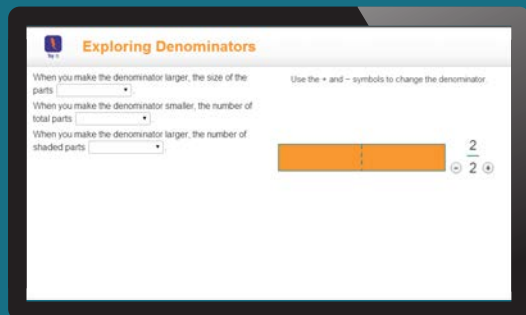 Exploring Denominators
Try It
When you make the denominator larger, the size of the
parts .
When you make the denominator smaller, the number of
total parts .
When you make the denominator larger, the number of
shaded parts .
Use the + and − symbols to change the denominator.
2
− 2 +